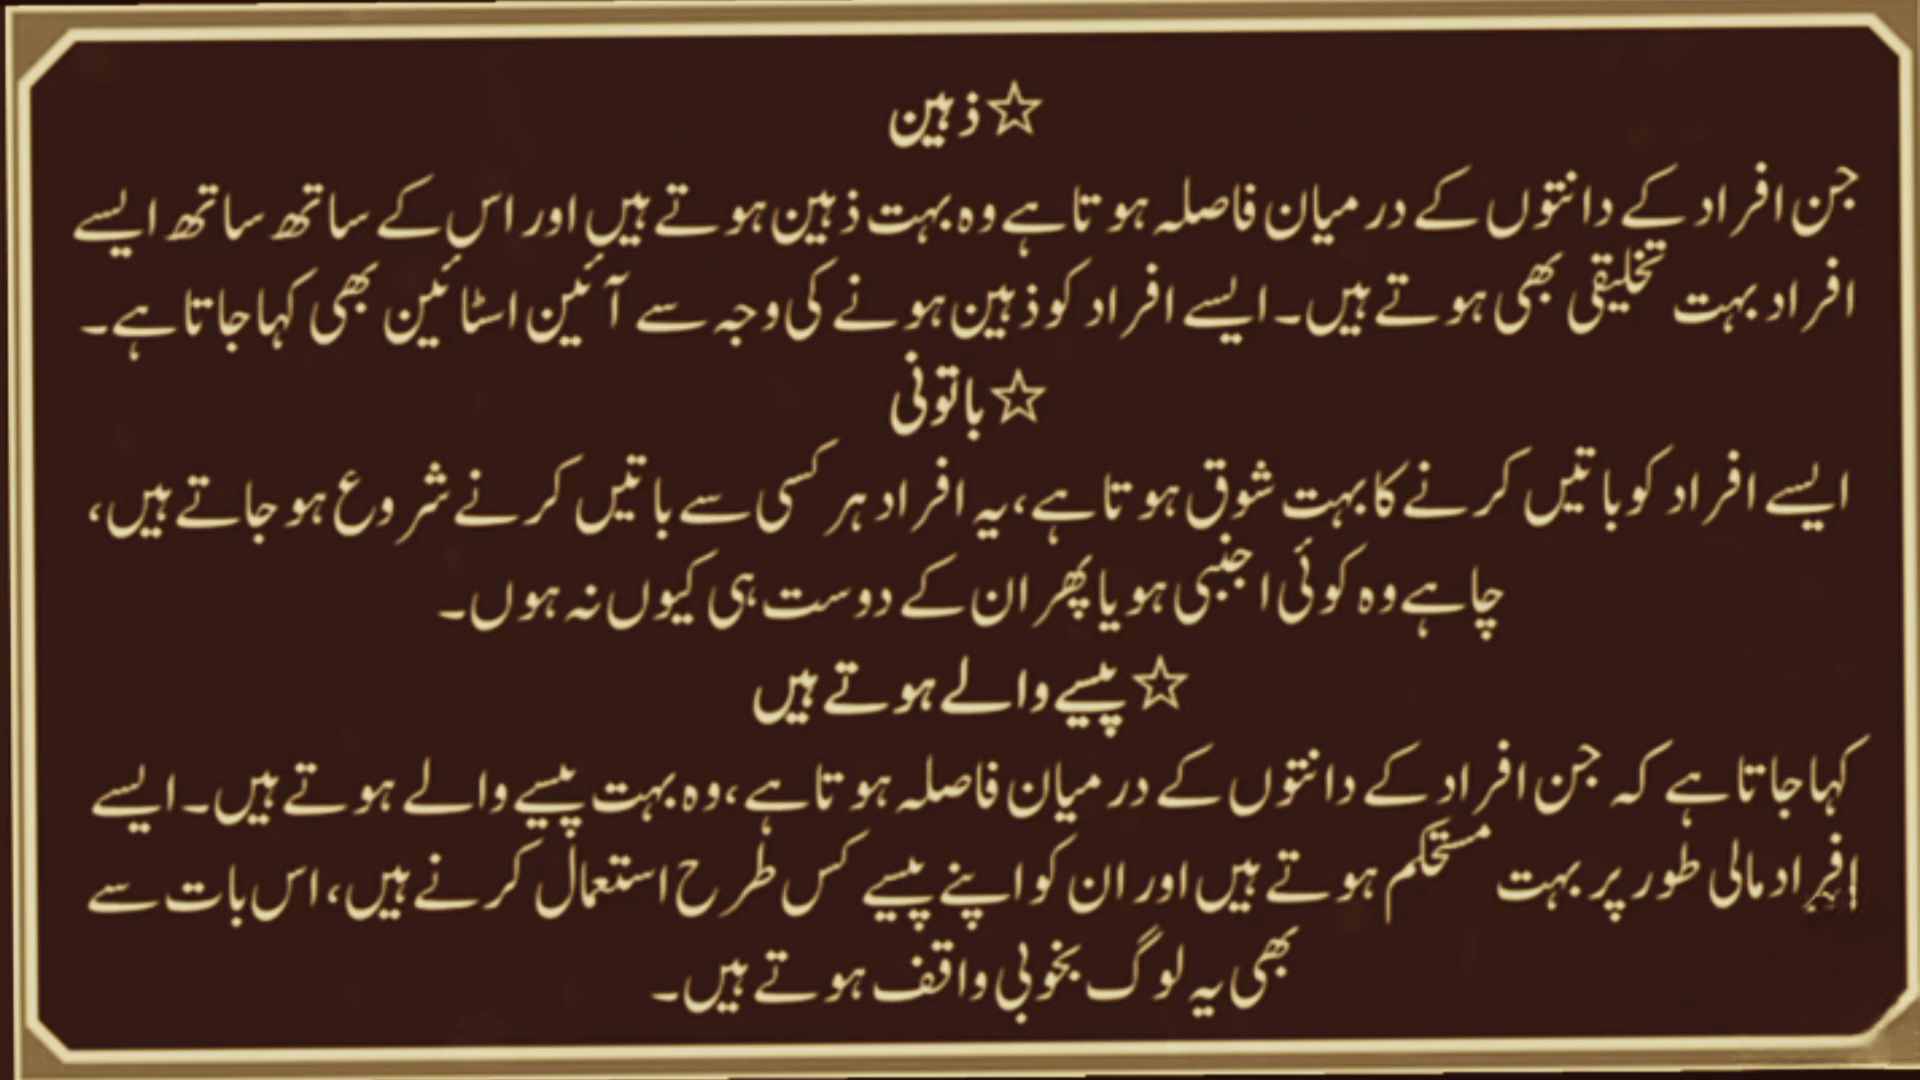 ☆ذہین
جن افراد کے دانتوں کے درمیان فاصلہ ہوتا ہے وہ بہت ذہین ہوتے ہیں اور اس کے ساتھ ساتھ ایسے
افراد بہت تخلیقی بھی ہوتے ہیں۔ ایسے افراد کو ذہین ہونے کی وجہ سے آئین اسٹائین بھی کہا جاتا ہے۔
☆باتونی
ایسے افراد کو باتیں کرنے کا بہت شوق ہوتا ہے، یہ افراد ہر کسی سے باتیں کرنے شروع ہو جاتے ہیں،
چاہے وہ کوئی اجنبی ہو یا پھر ان کے دوست ہی کیوں نہ ہوں۔
☆پیسے والے ہوتے ہیں
کہا جاتا ہے کہ جن افراد کے دانتوں کے درمیان فاصلہ ہوتا ہے، وہ بہت پیسے والے ہوتے ہیں۔ ایسے
افراد مالی طور پر بہت مستحکم ہوتے ہیں اور ان کو اپنے پیسے کس طرح استعمال کرنے ہیں، اس بات سے
بھی یہ لوگ بخوبی واقف ہوتے ہیں۔